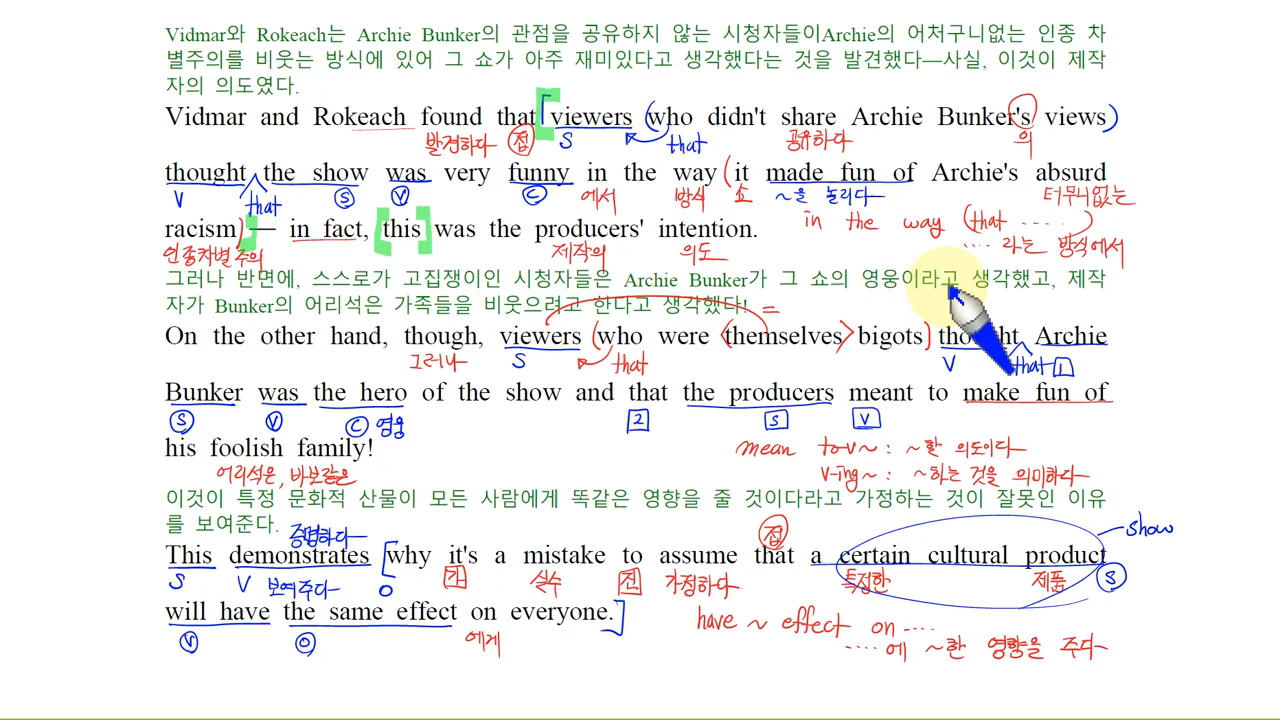 Vidmar와 Rokeach는 Archie Bunker의 관점을 공유하지 않는 시청자들이Archie의 어처구니없는 인종 차
별주의를 비웃는 방식에 있어 그 쇼가 아주 재미있다고 생각했다는 것을 발견했다—사실, 이것이 제작
자의 의도였다.
Vidmar and Rokeach found that [viewers (who didn't share Archie Bunker's views)
발견하다 접 S that 공유하다 의
thought the show was very funny in the way (it made fun of Archie's absurd
V that S V C 에서 방식 쇼 ~을 놀리다 터무니없는
racism)] — in fact, [this] was the producers' intention.
in the way (that .....)
인종차별주의 제작의 의도 .... 라는 방식에서
그러나 반면에, 스스로가 고집쟁이인 시청자들은 Archie Bunker가 그 쇼의 영웅이라고 생각했고, 제작
자가 Bunker의 어리석은 가족들을 비웃으려고 한다고 생각했다!
=
On the other hand, though, viewers (who were <themselves> bigots) thought Archie
그러나 S that V that 1
Bunker was the hero of the show and that the producers meant to make fun of
S V C 영웅 2 S V
his foolish family!
mean to-v~ : ~할 의도이다
어리석은, 바보같은 v-ing~ : ~하는 것을 의미하다
이것이 특정 문화적 산물이 모든 사람에게 똑같은 영향을 줄 것이다라고 가정하는 것이 잘못인 이유
를 보여준다.
증명하다 접 show
This demonstrates [why it's a mistake to assume that a certain cultural product
S V 보여주다 O 가 실수 진 가정하다 특정한 제품 S
will have the same effect on everyone.]
V O 에게
have ~ effect on ....
.... 에 ~한 영향을 주다